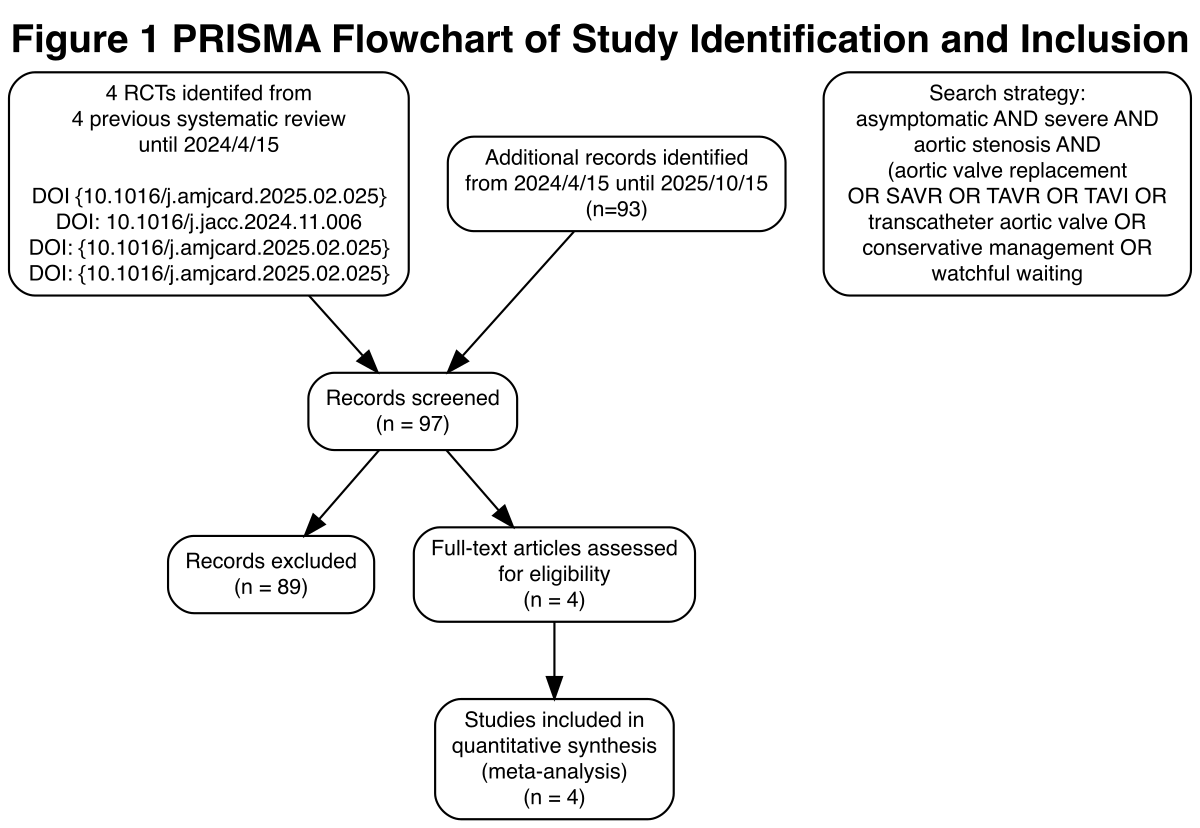 Figure 1 PRISMA Flowchart of Study Identification and Inclusion
4 RCTs identifed from
4 previous systematic review
until 2024/4/15
DOI {10.1016/j.amjcard.2025.02.025}
DOI: 10.1016/j.jacc.2024.11.006
DOI: {10.1016/j.amjcard.2025.02.025}
DOI: {10.1016/j.amjcard.2025.02.025}
Additional records identified
from 2024/4/15 until 2025/10/15
(n=93)
Search strategy:
asymptomatic AND severe AND
aortic stenosis AND
(aortic valve replacement
OR SAVR OR TAVR OR TAVI OR
transcatheter aortic valve OR
conservative management OR
watchful waiting
Records screened
(n = 97)
Records excluded
(n = 89)
Full-text articles assessed
for eligibility
(n = 4)
Studies included in
quantitative synthesis
(meta-analysis)
(n = 4)